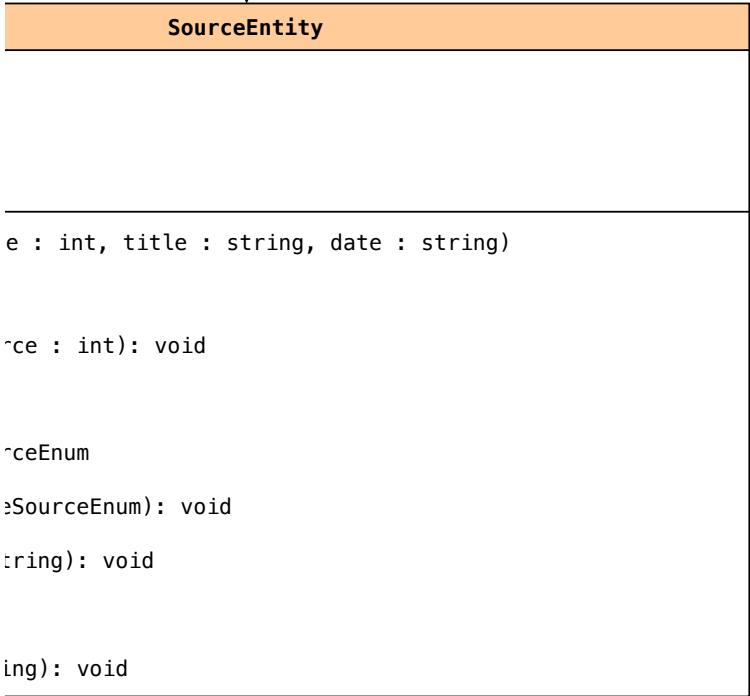 SourceEntity
e : int, title : string, date : string)
rce : int): void
rceEnum
eSourceEnum): void
tring): void
ing): void